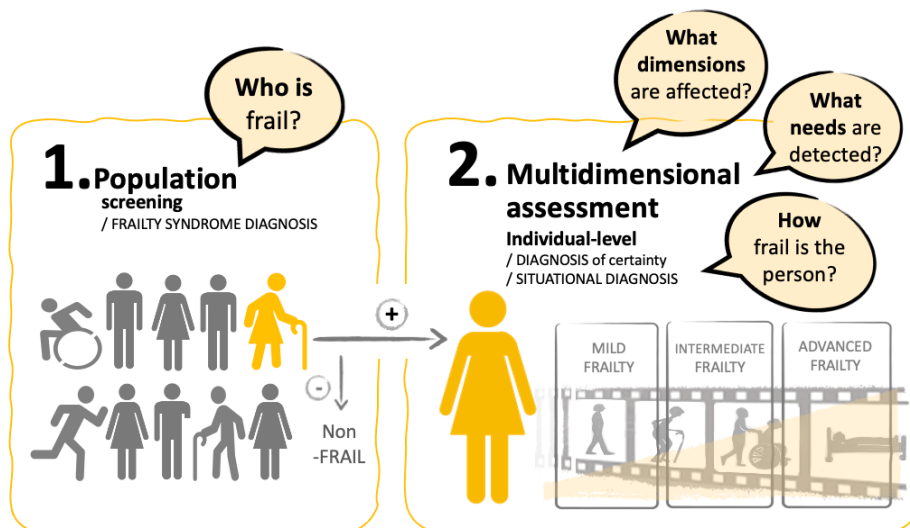 Who is
frail?
1. Population
screening
/ FRAILTY SYNDROME DIAGNOSIS
+
-
Non
-FRAIL
What
dimensions
are affected?
What
needs are
detected?
2. Multidimensional
assessment
Individual-level
/ DIAGNOSIS of certainty
/ SITUATIONAL DIAGNOSIS
How
frail is the
person?
MILD
FRAILTY
INTERMEDIATE
FRAILTY
ADVANCED
FRAILTY